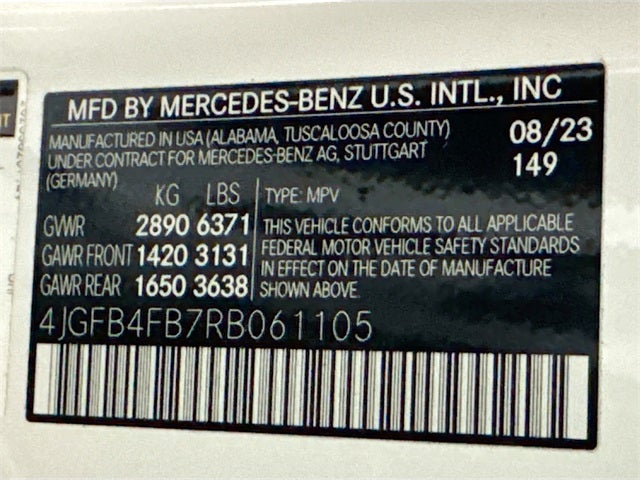 MFD BY MERCEDES-BENZ U.S. INTL., INC
MANUFACTURED IN USA (ALABAMA, TUSCALOOSA COUNTY)
UNDER CONTRACT FOR MERCEDES-BENZ AG, STUTTGART
(GERMANY)
08/23
149
KG LBS
GVWR 2890 6371
GAWR FRONT 1420 3131
GAWR REAR 1650 3638
TYPE: MPV
THIS VEHICLE CONFORMS TO ALL APPLICABLE
FEDERAL MOTOR VEHICLE SAFETY STANDARDS
IN EFFECT ON THE DATE OF MANUFACTURE
SHOWN ABOVE.
4JGFB4FB7RB061105